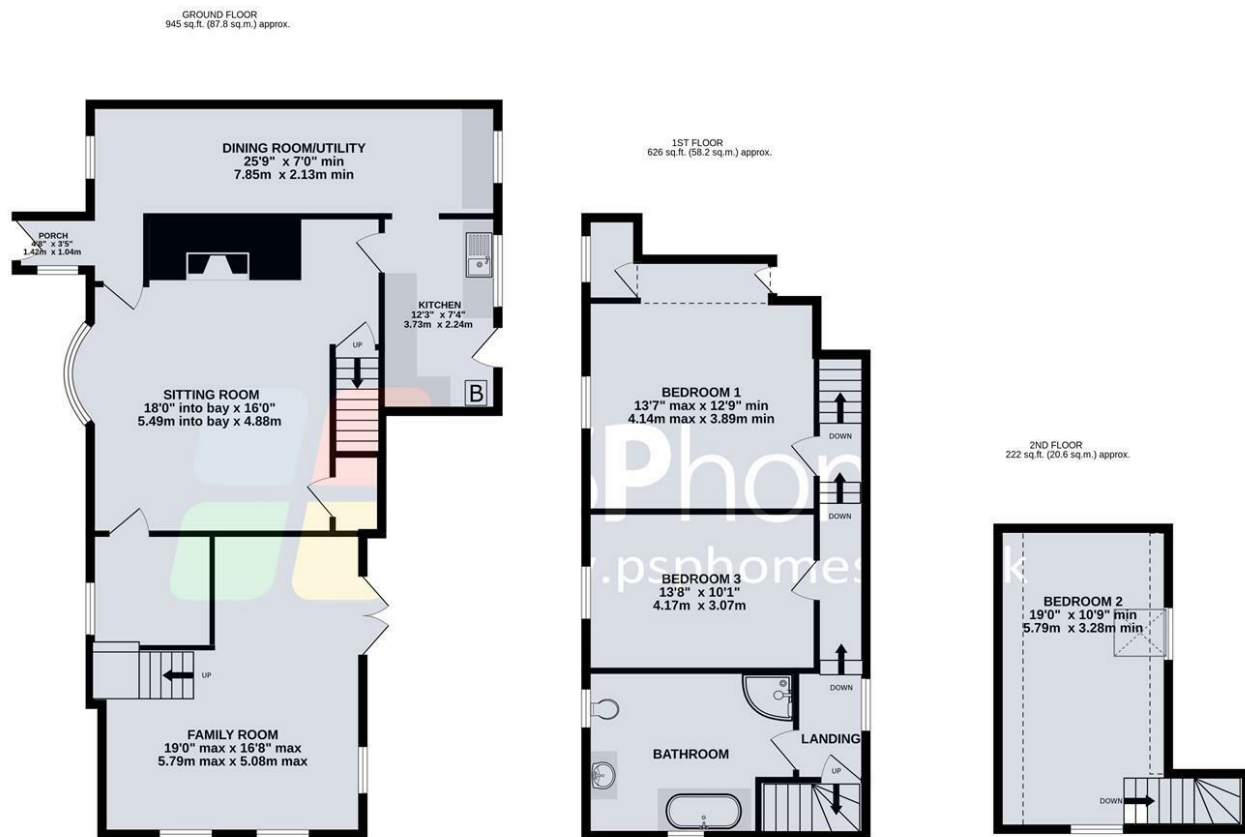 GROUND FLOOR
945 sq.ft. (87.8 sq.m.) approx.
DINING ROOM/UTILITY
25'9" x 7'0" min
7.85m x 2.13m min
PORCH
4'8" x 3'5"
1.42m x 1.04m
KITCHEN
12'3" x 7'4"
3.73m x 2.24m
UP
SITTING ROOM
18'0" into bay x 16'0"
5.49m into bay x 4.88m
B
UP
FAMILY ROOM
19'0" max x 16'8" max
5.79m max x 5.08m max
1ST FLOOR
626 sq.ft. (58.2 sq.m.) approx.
BEDROOM 1
13'7" max x 12'9" min
4.14m max x 3.89m min
DOWN
DOWN
BEDROOM 3
13'8" x 10'1"
4.17m x 3.07m
DOWN
BATHROOM
LANDING
UP
2ND FLOOR
222 sq.ft. (20.6 sq.m.) approx.
BEDROOM 2
19'0" x 10'9" min
5.79m x 3.28m min
DOWN